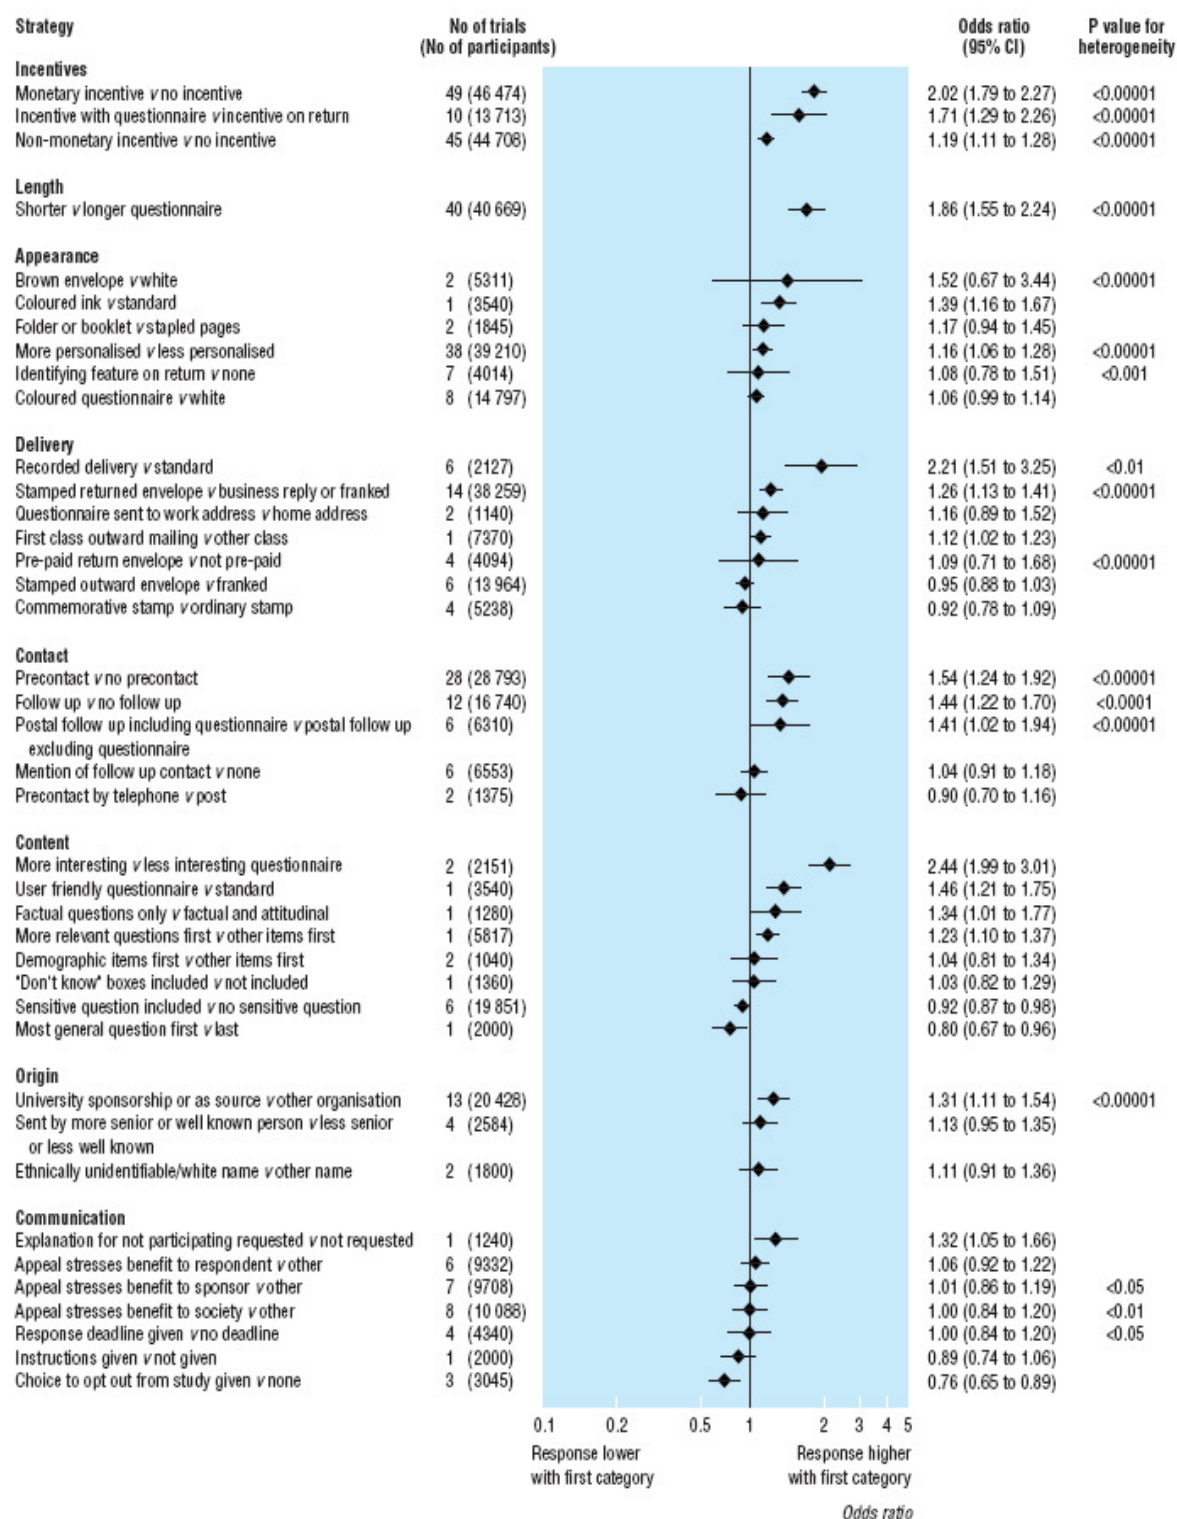 Strategy No of trials Odds ratio P value for
(No of participants) (95% CI) heterogeneity
Incentives
Monetary incentive v no incentive 49 (46 474) 2.02 (1.79 to 2.27) <0.00001
Incentive with questionnaire v incentive on return 10 (13 713) 1.71 (1.29 to 2.26) <0.00001
Non-monetary incentive v no incentive 45 (44 708) 1.19 (1.11 to 1.28) <0.00001
Length
Shorter v longer questionnaire 40 (40 669) 1.86 (1.55 to 2.24) <0.00001
Appearance
Brown envelope v white 2 (5311) 1.52 (0.67 to 3.44) <0.00001
Coloured ink v standard 1 (3540) 1.39 (1.16 to 1.67)
Folder or booklet v stapled pages 2 (1845) 1.17 (0.94 to 1.45)
More personalised v less personalised 38 (39 210) 1.16 (1.06 to 1.28) <0.00001
Identifying feature on return v none 7 (4014) 1.08 (0.78 to 1.51) <0.001
Coloured questionnaire v white 8 (14 797) 1.06 (0.99 to 1.14)
Delivery
Recorded delivery v standard 6 (2127) 2.21 (1.51 to 3.25) <0.01
Stamped returned envelope v business reply or franked 14 (38 259) 1.26 (1.13 to 1.41) <0.00001
Questionnaire sent to work address v home address 2 (1140) 1.16 (0.89 to 1.52)
First class outward mailing v other class 1 (7370) 1.12 (1.02 to 1.23)
Pre-paid return envelope v not pre-paid 4 (4094) 1.09 (0.71 to 1.68) <0.00001
Stamped outward envelope v franked 6 (13 964) 0.95 (0.88 to 1.03)
Commemorative stamp v ordinary stamp 4 (5238) 0.92 (0.78 to 1.09)
Contact
Precontact v no precontact 28 (28 793) 1.54 (1.24 to 1.92) <0.00001
Follow up v no follow up 12 (16 740) 1.44 (1.22 to 1.70) <0.0001
Postal follow up including questionnaire v postal follow up 6 (6310) 1.41 (1.02 to 1.94) <0.00001
excluding questionnaire
Mention of follow up contact v none 6 (6553) 1.04 (0.91 to 1.18)
Precontact by telephone v post 2 (1375) 0.90 (0.70 to 1.16)
Content
More interesting v less interesting questionnaire 2 (2151) 2.44 (1.99 to 3.01)
User friendly questionnaire v standard 1 (3540) 1.46 (1.21 to 1.75)
Factual questions only v factual and attitudinal 1 (1280) 1.34 (1.01 to 1.77)
More relevant questions first v other items first 1 (5817) 1.23 (1.10 to 1.37)
Demographic items first v other items first 2 (1040) 1.04 (0.81 to 1.34)
"Don't know" boxes included v not included 1 (1360) 1.03 (0.82 to 1.29)
Sensitive question included v no sensitive question 6 (19 851) 0.92 (0.87 to 0.98)
Most general question first v last 1 (2000) 0.80 (0.67 to 0.96)
Origin
University sponsorship or as source v other organisation 13 (20 428) 1.31 (1.11 to 1.54) <0.00001
Sent by more senior or well known person v less senior 4 (2584) 1.13 (0.95 to 1.35)
or less well known
Ethnically unidentifiable/white name v other name 2 (1800) 1.11 (0.91 to 1.36)
Communication
Explanation for not participating requested v not requested 1 (1240) 1.32 (1.05 to 1.66)
Appeal stresses benefit to respondent v other 6 (9332) 1.06 (0.92 to 1.22)
Appeal stresses benefit to sponsor v other 7 (9708) 1.01 (0.86 to 1.19) <0.05
Appeal stresses benefit to society v other 8 (10 088) 1.00 (0.84 to 1.20) <0.01
Response deadline given v no deadline 4 (4340) 1.00 (0.84 to 1.20) <0.05
Instructions given v not given 1 (2000) 0.89 (0.74 to 1.06)
Choice to opt out from study given v none 3 (3045) 0.76 (0.65 to 0.89)
0.1 0.2 0.5 1 2 3 4 5
Response lower Response higher
with first category with first category
Odds ratio